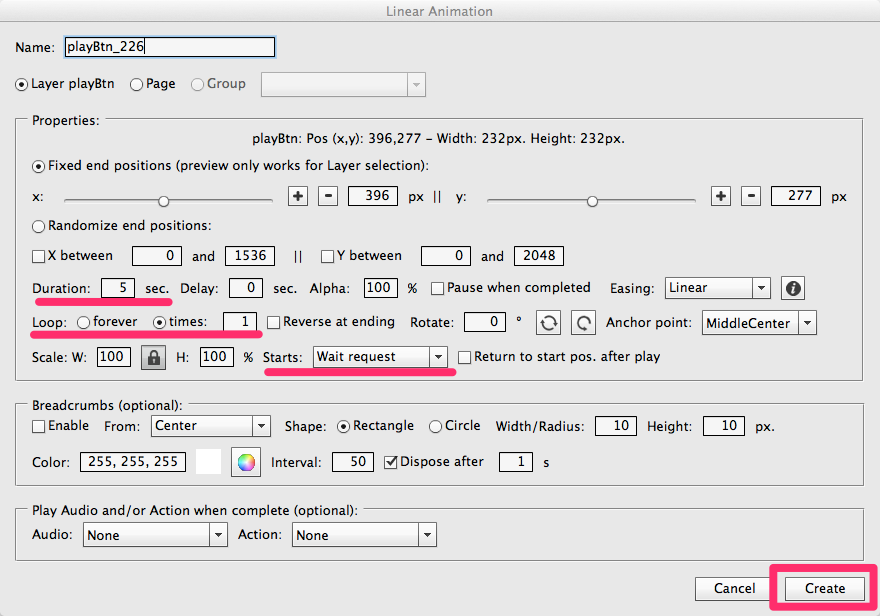 Linear Animation
Name: playBtn_226
Layer playBtn Page Group
Properties:
playBtn: Pos (x,y): 396,277 - Width: 232px. Height: 232px.
Fixed end positions (preview only works for Layer selection):
x: + - 396 px || y: + - 277 px
Randomize end positions:
X between 0 and 1536 || Y between 0 and 2048
Duration: 5 sec. Delay: 0 sec. Alpha: 100 % Pause when completed Easing: Linear i
Loop: forever times: 1 Reverse at ending Rotate: 0 ° Anchor point: MiddleCenter
Scale: W: 100 H: 100 % Starts: Wait request Return to start pos. after play
Breadcrumbs (optional):
Enable From: Center Shape: Rectangle Circle Width/Radius: 10 Height: 10 px.
Color: 255, 255, 255 Interval: 50 Dispose after 1 s
Play Audio and/or Action when complete (optional):
Audio: None Action: None
Cancel Create